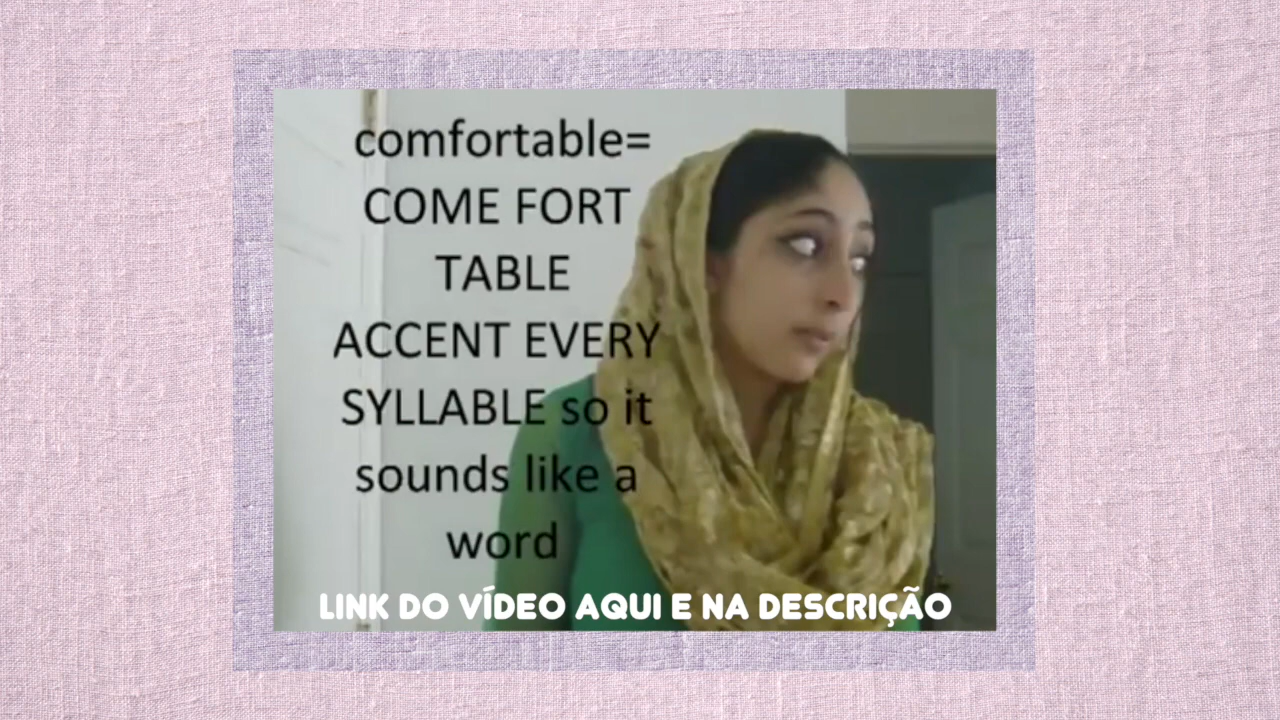 comfortable=
COME FORT
TABLE
ACCENT EVERY
SYLLABLE so it
sounds like a
word
LINK DO VÍDEO AQUI E NA DESCRIÇÃO